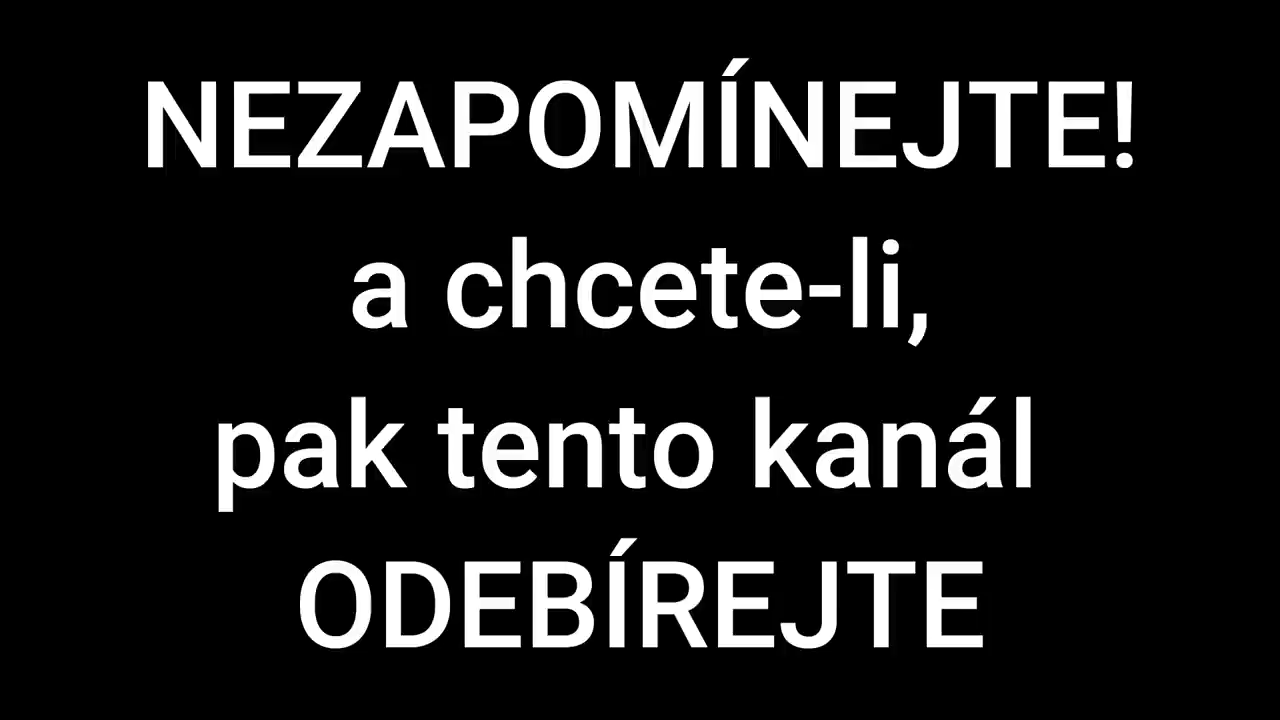 NEZAPOMÍNEJTE!
a chcete-li,
pak tento kanál
ODEBÍREJTE